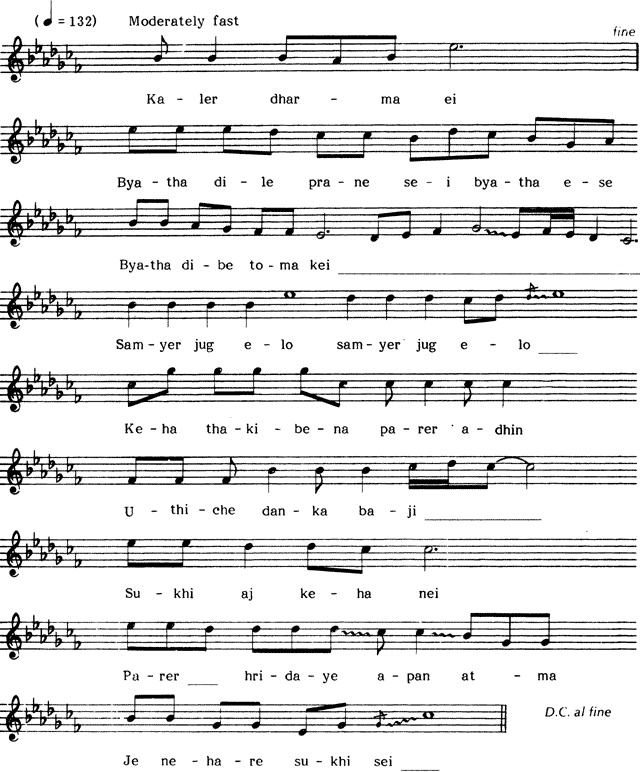 (♩ = 132) Moderately fast
fine
Ka - ler dhar - ma ei
Bya - tha di - le pra - ne se - i bya - tha e - se
Bya-tha di - be to - ma kei ____
Sam - yer jug e - lo sam - yer jug e - lo ____
Ke - ha tha - ki - be - na pa - rer a - dhin
U - thi - che dan - ka ba - ji ____
Su - khi aj ke - ha nei
Pa - rer ____ hri - da - ye a - pan at - ma
D.C. al fine
Je ne - ha - re su - khi sei ____